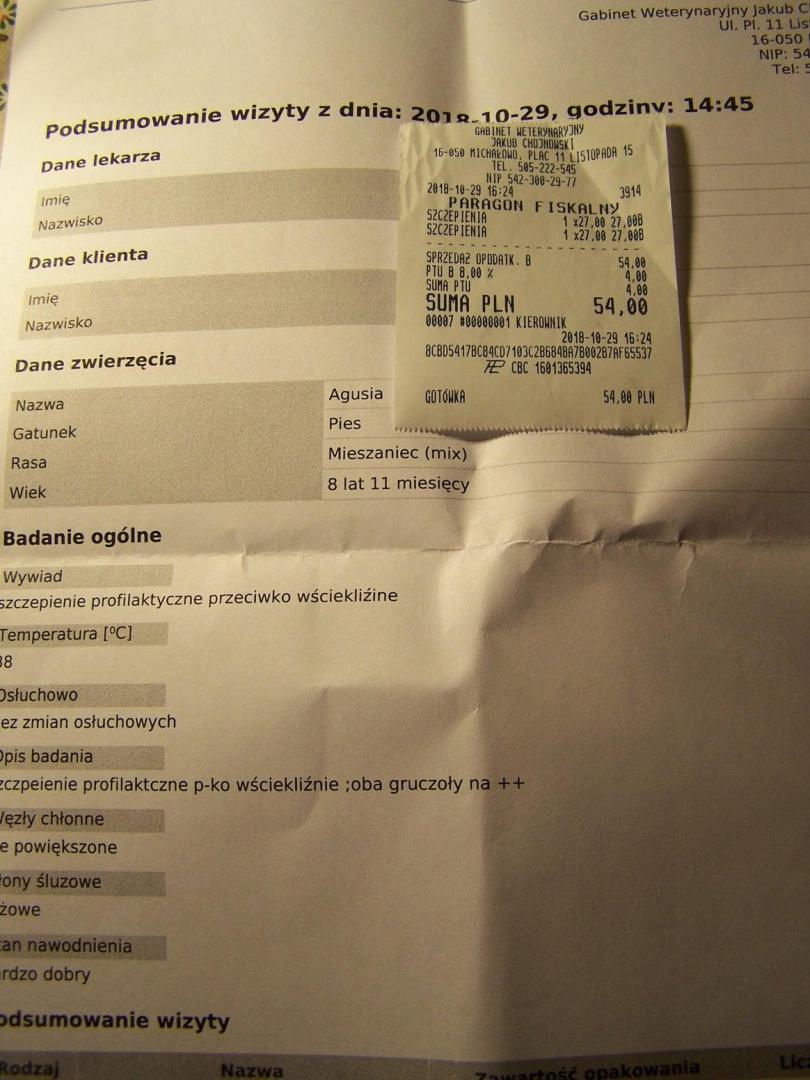 Gabinet Weterynaryjny Jakub C
Ul. Pl. 11 Lis
16-050
NIP: 54
Tel: 5
Podsumowanie wizyty z dnia: 2018-10-29, godziny: 14:45
Dane lekarza
Imię
Nazwisko
Dane klienta
Imię
Nazwisko
Dane zwierzęcia
Nazwa Agusia
Gatunek Pies
Rasa Mieszaniec (mix)
Wiek 8 lat 11 miesięcy
GABINET WETERYNARYJNY
JAKUB CHOJNOWSKI
16-050 MICHAŁOWO, PLAC 11 LISTOPADA 15
TEL. 505-222-545
NIP 542-300-29-77
2018-10-29 16:24 3914
PARAGON FISKALNY
SZCZEPIENIA 1 x27,00 27,00B
SZCZEPIENIA 1 x27,00 27,00B
SPRZEDAŻ OPODATK. B 54,00
PTU B 8,00 % 4,00
SUMA PTU 4,00
SUMA PLN 54,00
00007 #00000001 KIEROWNIK
2018-10-29 16:24
8CBD5417BC84CD7103C2B684BA7B002B7AF65537
CBC 1601365394
GOTÓWKA 54,00 PLN
Badanie ogólne
Wywiad
szczepienie profilaktyczne przeciwko wściekliźine
Temperatura [ºC]
38
Osłuchowo
ez zmian osłuchowych
Opis badania
zczpeienie profilaktczne p-ko wściekliźnie ;oba gruczoły na ++
Węzły chłonne
e powiększone
łony śluzowe
żowe
tan nawodnienia
ardzo dobry
odsumowanie wizyty
Rodzaj Nazwa Zawartość opakowania Lic